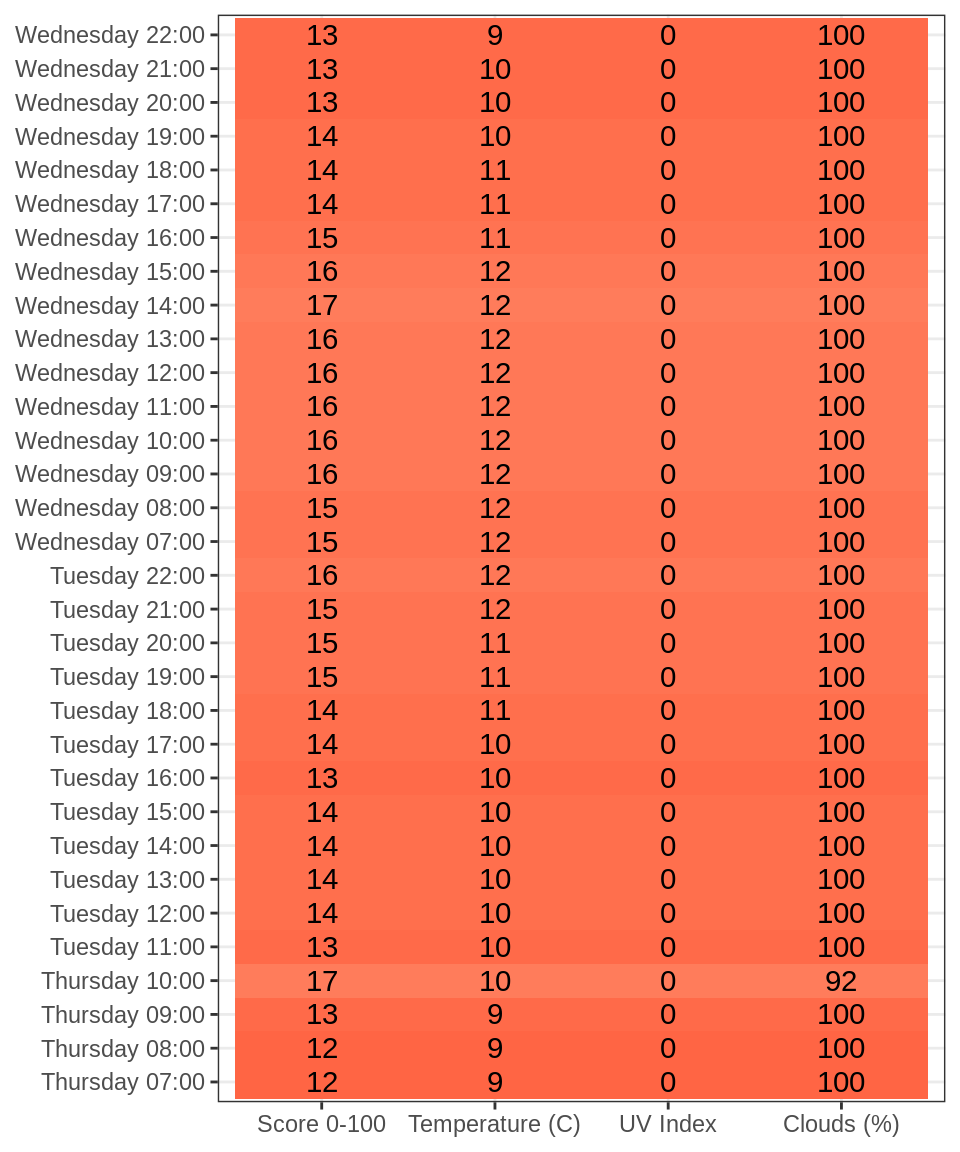 Wednesday 22:00 13 9 0 100
Wednesday 21:00 13 10 0 100
Wednesday 20:00 13 10 0 100
Wednesday 19:00 14 10 0 100
Wednesday 18:00 14 11 0 100
Wednesday 17:00 14 11 0 100
Wednesday 16:00 15 11 0 100
Wednesday 15:00 16 12 0 100
Wednesday 14:00 17 12 0 100
Wednesday 13:00 16 12 0 100
Wednesday 12:00 16 12 0 100
Wednesday 11:00 16 12 0 100
Wednesday 10:00 16 12 0 100
Wednesday 09:00 16 12 0 100
Wednesday 08:00 15 12 0 100
Wednesday 07:00 15 12 0 100
Tuesday 22:00 16 12 0 100
Tuesday 21:00 15 12 0 100
Tuesday 20:00 15 11 0 100
Tuesday 19:00 15 11 0 100
Tuesday 18:00 14 11 0 100
Tuesday 17:00 14 10 0 100
Tuesday 16:00 13 10 0 100
Tuesday 15:00 14 10 0 100
Tuesday 14:00 14 10 0 100
Tuesday 13:00 14 10 0 100
Tuesday 12:00 14 10 0 100
Tuesday 11:00 13 10 0 100
Thursday 10:00 17 10 0 92
Thursday 09:00 13 9 0 100
Thursday 08:00 12 9 0 100
Thursday 07:00 12 9 0 100
Score 0-100 Temperature (C) UV Index Clouds (%)